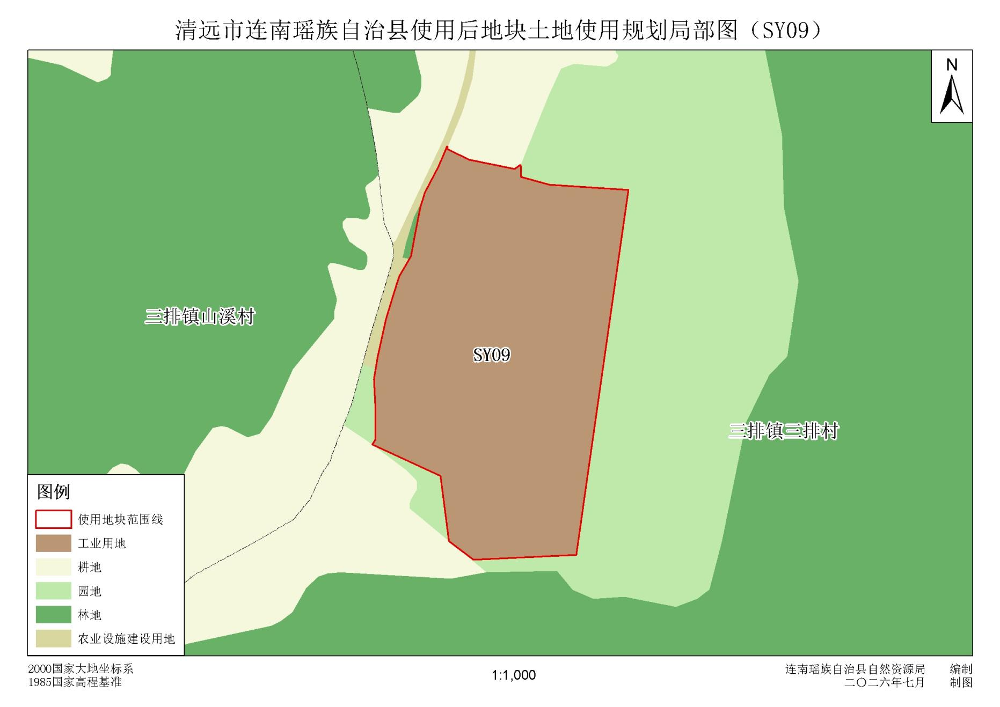 清远市连南瑶族自治县使用后地块土地使用规划局部图（SY09）
N
三排镇山溪村
SY09
三排镇三排村
图例
使用地块范围线
工业用地
耕地
园地
林地
农业设施建设用地
2000国家大地坐标系
1985国家高程基准
1:1,000
连南瑶族自治县自然资源局 编制
二〇二六年七月 制图